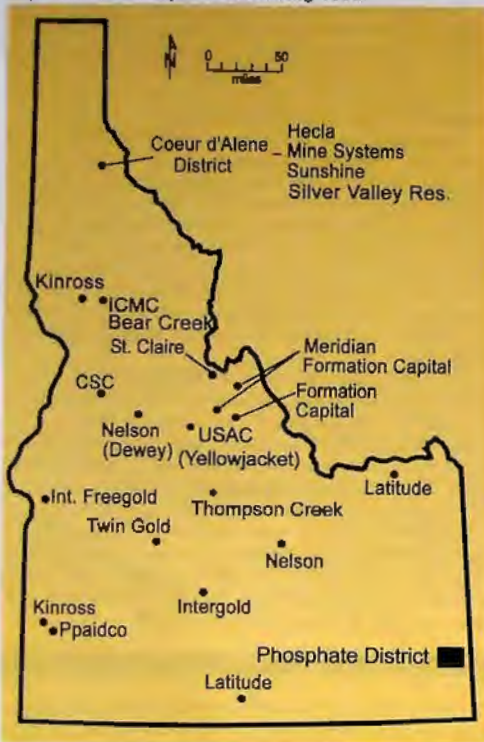 N
0 50
miles
Coeur d'Alene
District
Hecla
Mine Systems
Sunshine
Silver Valley Res.
Kinross
ICMC
Bear Creek
St. Claire
Meridian
Formation Capital
CSC
Formation
Capital
Nelson
(Dewey)
USAC
(Yellowjacket)
Latitude
Int. Freegold
Thompson Creek
Twin Gold
Nelson
Kinross
Ppaidco
Intergold
Phosphate District
Latitude